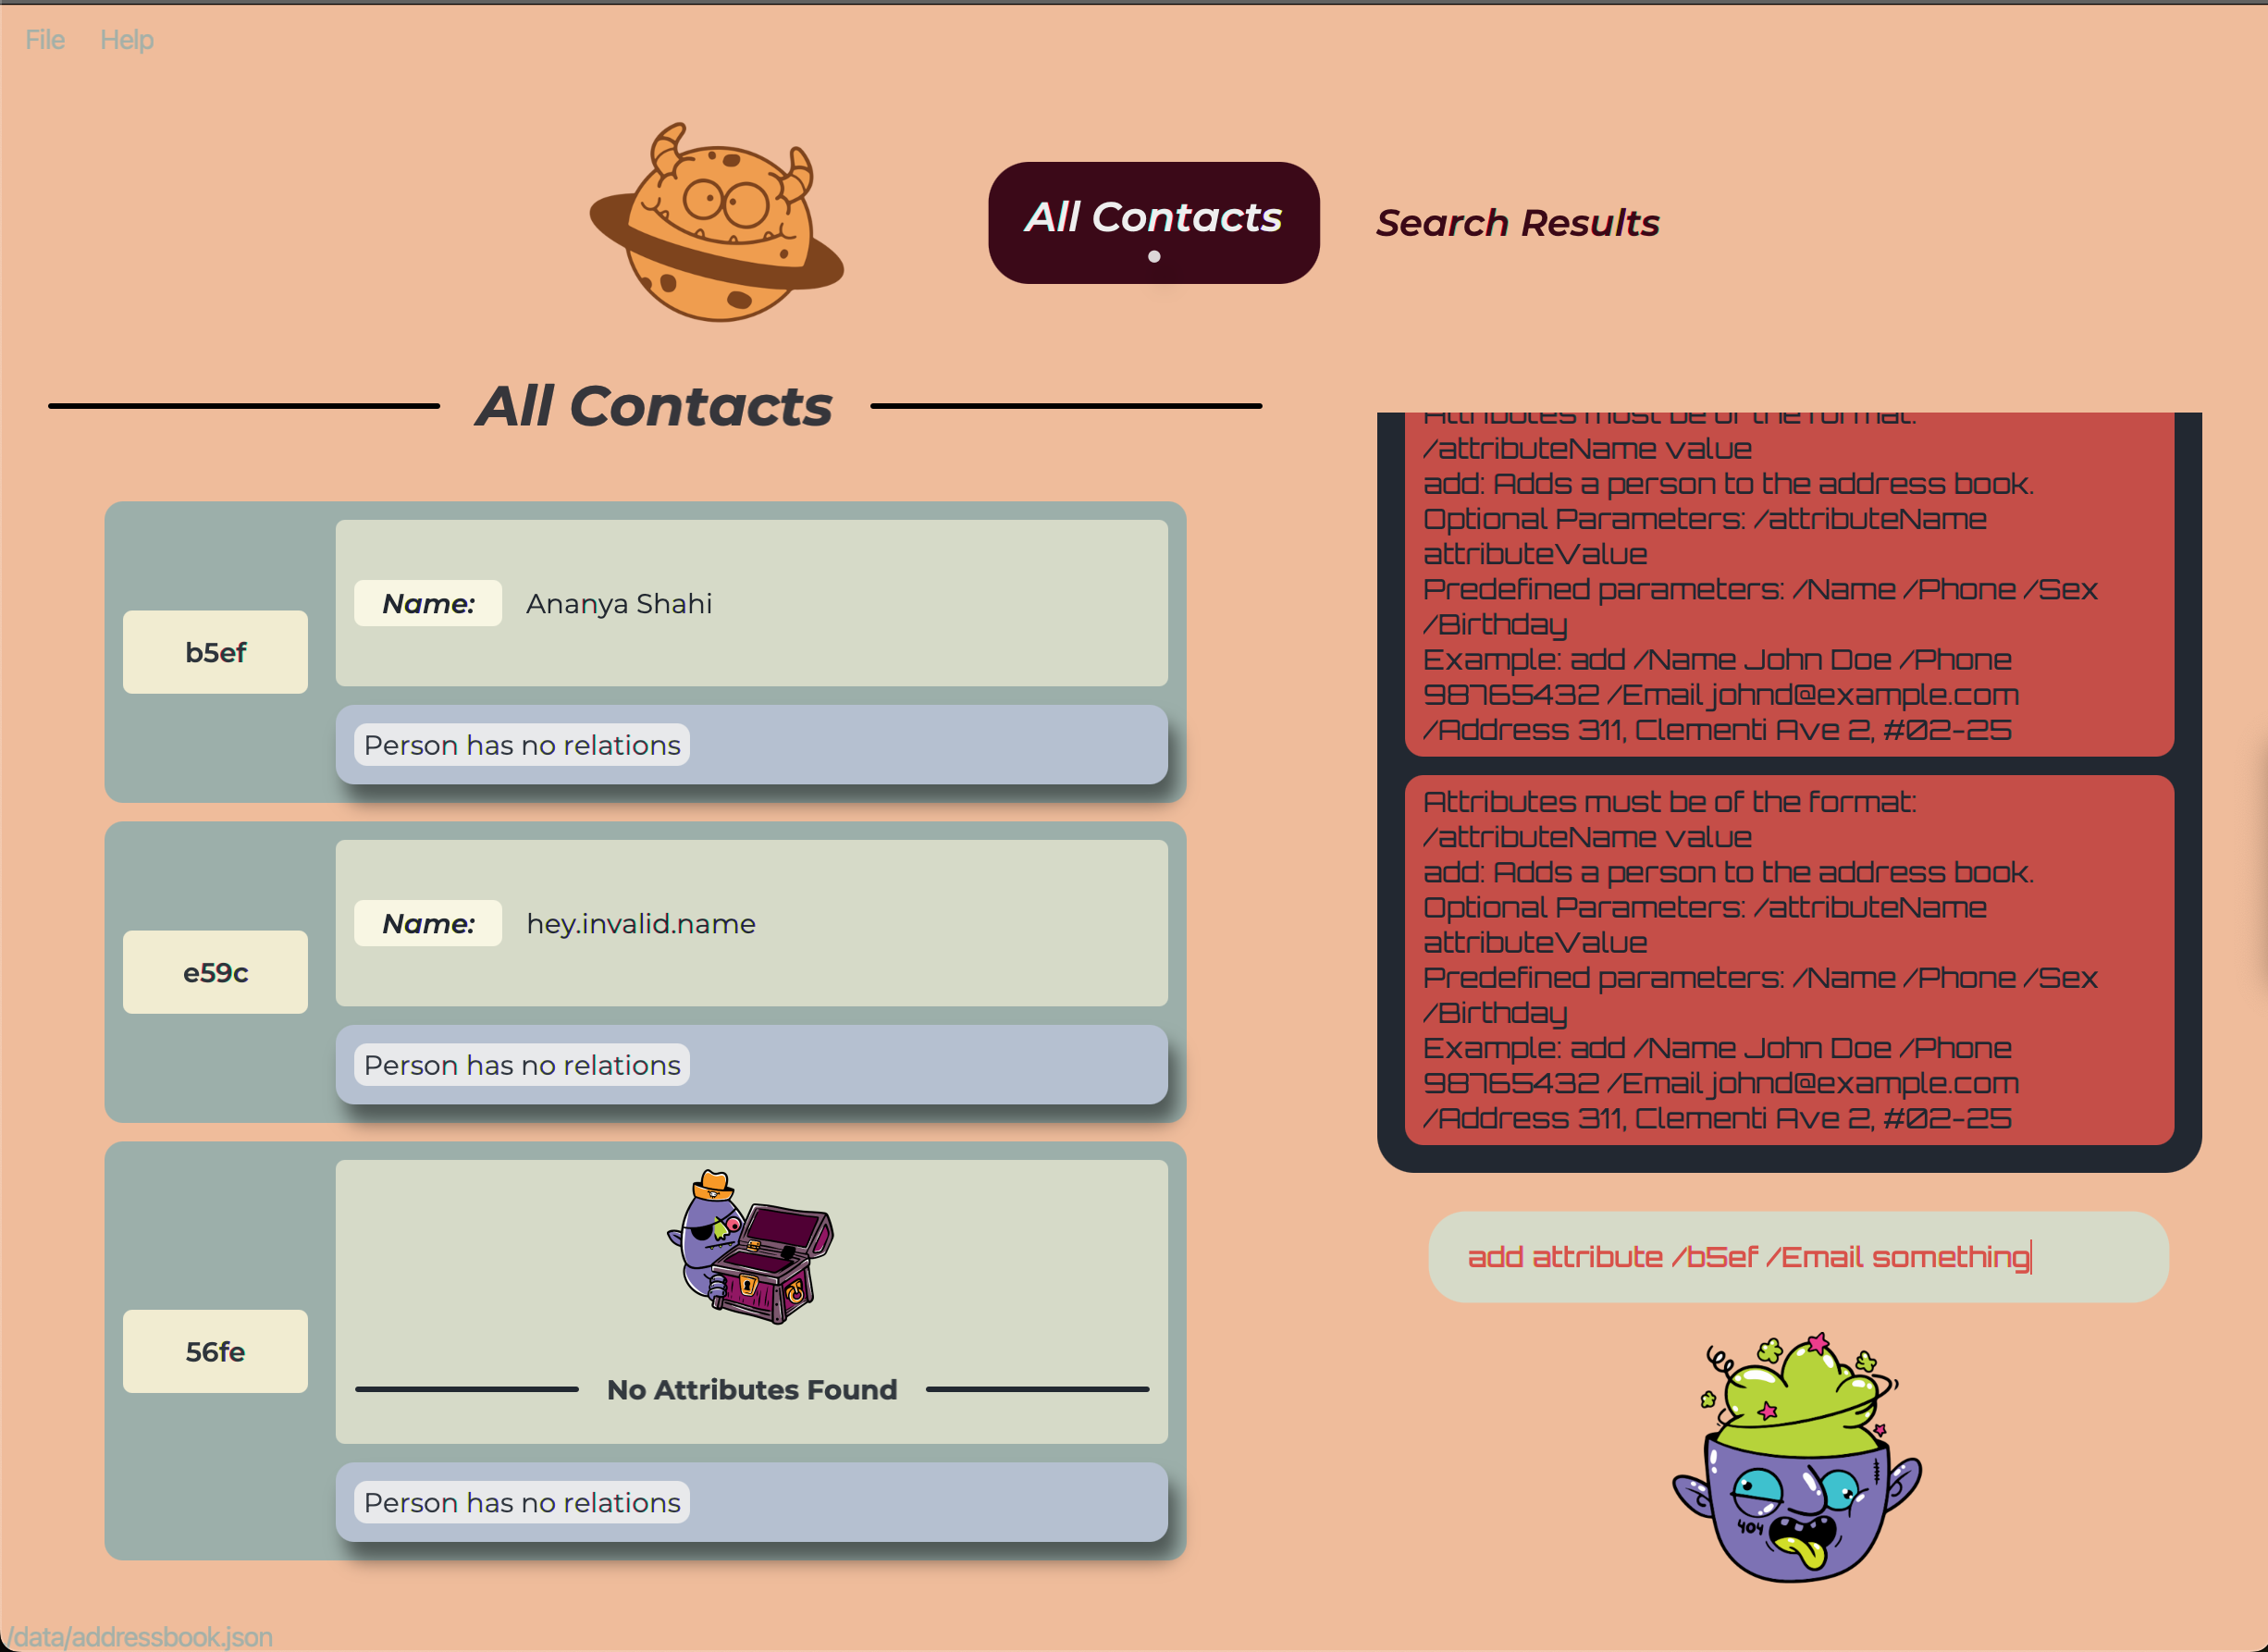 File Help
All Contacts
Search Results
All Contacts
b5ef
Name: Ananya Shahi
Person has no relations
e59c
Name: hey.invalid.name
Person has no relations
56fe
No Attributes Found
Person has no relations
Attributes must be of the format:
/attributeName value
add: Adds a person to the address book.
Optional Parameters: /attributeName
attributeValue
Predefined parameters: /Name /Phone /Sex
/Birthday
Example: add /Name John Doe /Phone
98765432 /Email johnd@example.com
/Address 311, Clementi Ave 2, #02-25
Attributes must be of the format:
/attributeName value
add: Adds a person to the address book.
Optional Parameters: /attributeName
attributeValue
Predefined parameters: /Name /Phone /Sex
/Birthday
Example: add /Name John Doe /Phone
98765432 /Email johnd@example.com
/Address 311, Clementi Ave 2, #02-25
add attribute /b5ef /Email something
404
/data/addressbook.json